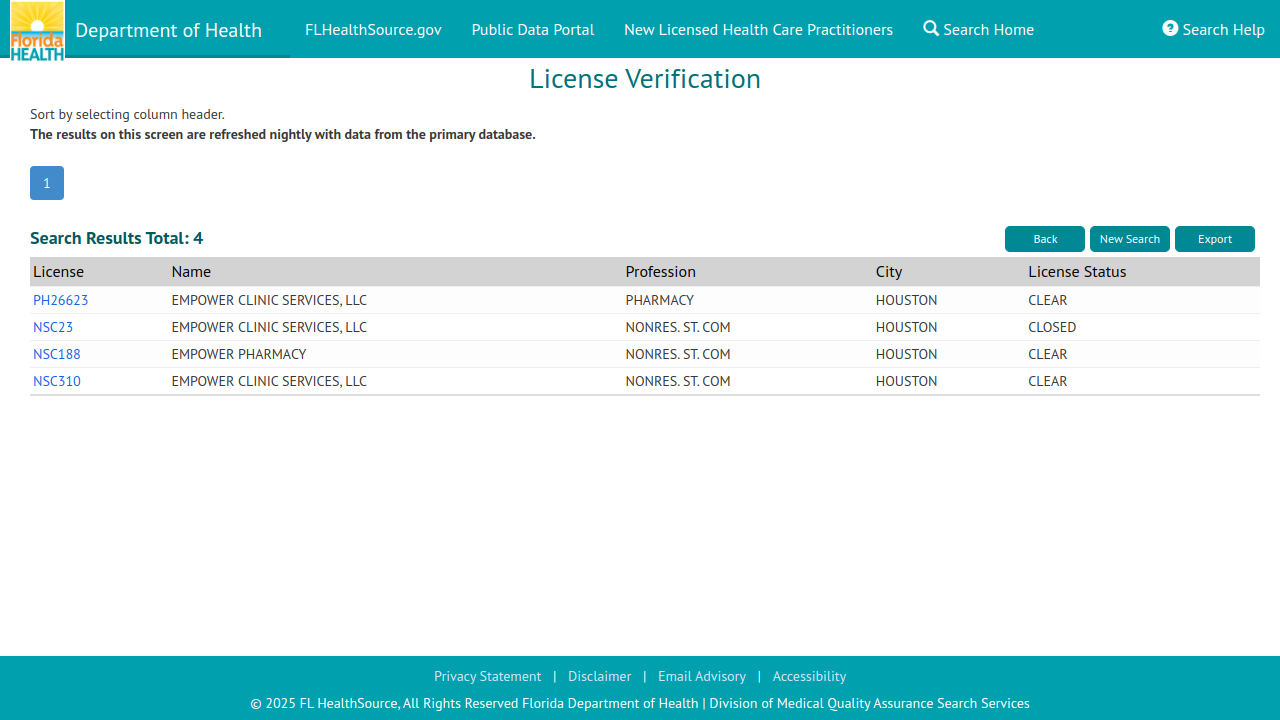 Florida
HEALTH
Department of Health FLHealthSource.gov Public Data Portal New Licensed Health Care Practitioners Search Home Search Help
License Verification
Sort by selecting column header.
The results on this screen are refreshed nightly with data from the primary database.
1
Search Results Total: 4 Back New Search Export
License Name Profession City License Status
PH26623 EMPOWER CLINIC SERVICES, LLC PHARMACY HOUSTON CLEAR
NSC23 EMPOWER CLINIC SERVICES, LLC NONRES. ST. COM HOUSTON CLOSED
NSC188 EMPOWER PHARMACY NONRES. ST. COM HOUSTON CLEAR
NSC310 EMPOWER CLINIC SERVICES, LLC NONRES. ST. COM HOUSTON CLEAR
Privacy Statement | Disclaimer | Email Advisory | Accessibility
© 2025 FL HealthSource, All Rights Reserved Florida Department of Health | Division of Medical Quality Assurance Search Services